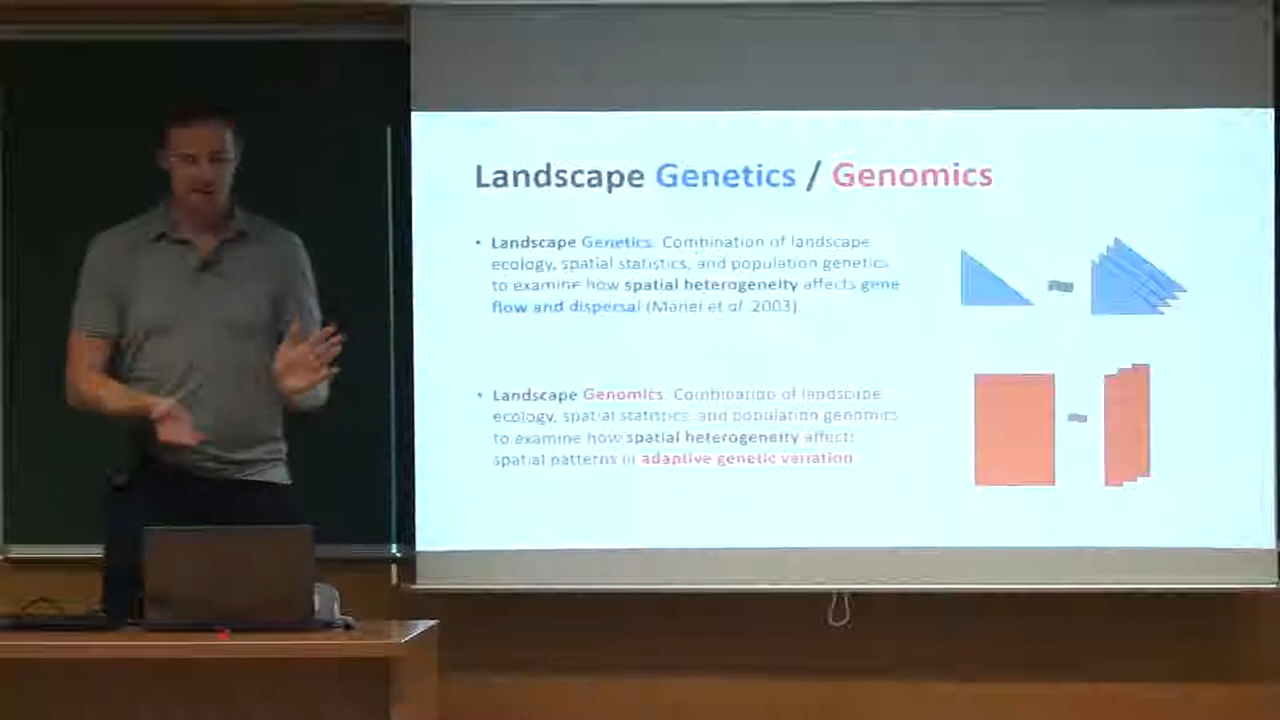 Landscape Genetics / Genomics
• Landscape Genetics. Combination of landscape
ecology, spatial statistics, and population genetics
to examine how spatial heterogeneity affects gene
flow and dispersal (Manel et al. 2003).
• Landscape Genomics. Combination of landscape
ecology, spatial statistics, and population genomics
to examine how spatial heterogeneity affects
spatial patterns in adaptive genetic variation